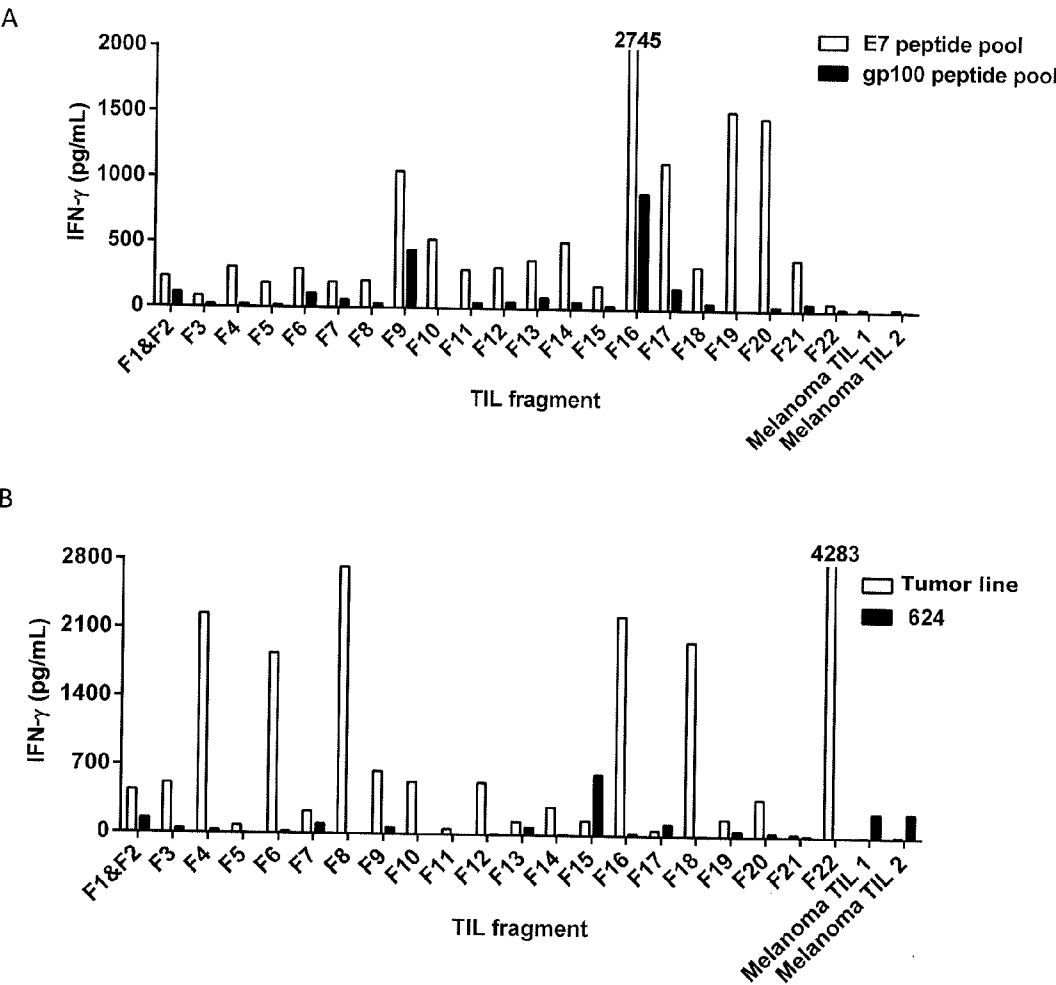 A
2000
1500
1000
500
0
IFN-γ (pg/mL)
2745
E7 peptide pool
gp100 peptide pool
F1&F2
F3
F4
F5
F6
F7
F8
F9
F10
F11
F12
F13
F14
F15
F16
F17
F18
F19
F20
F21
F22
Melanoma TIL 1
Melanoma TIL 2
TIL fragment
B
2800
2100
1400
700
0
IFN-γ (pg/mL)
4283
Tumor line
624
F1&F2
F3
F4
F5
F6
F7
F8
F9
F10
F11
F12
F13
F14
F15
F16
F17
F18
F19
F20
F21
F22
Melanoma TIL 1
Melanoma TIL 2
TIL fragment